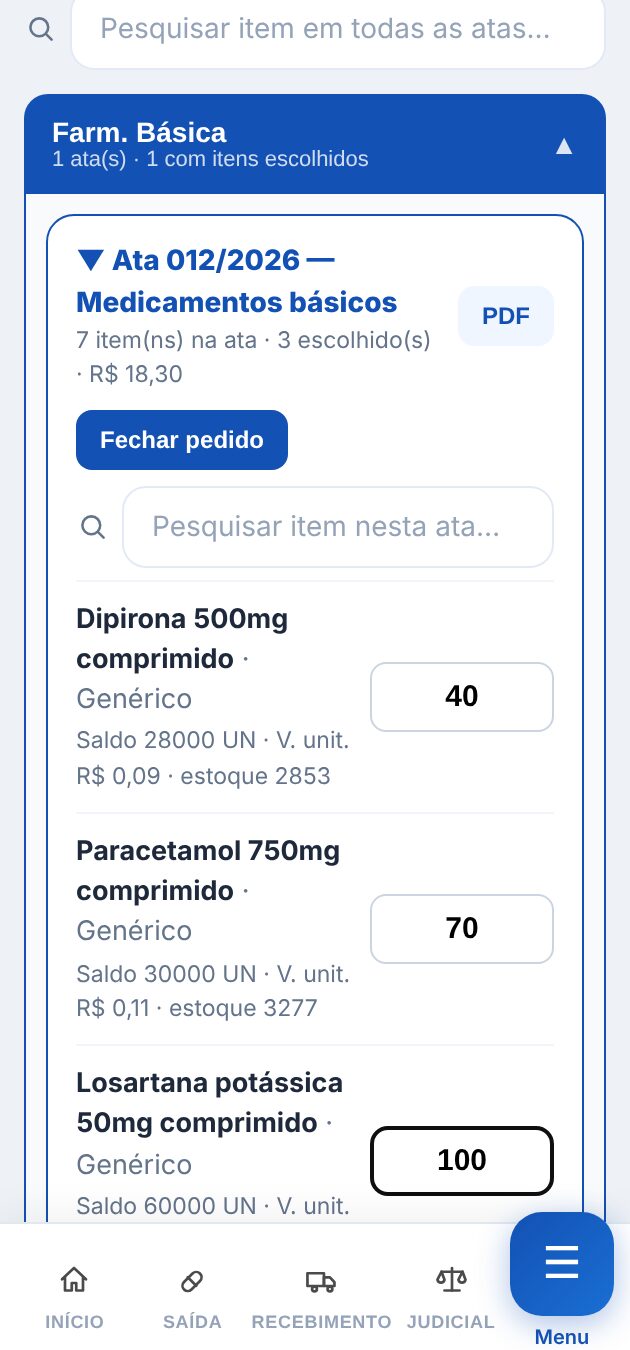 Pesquisar item em todas as atas...
Farm. Básica
1 ata(s) · 1 com itens escolhidos
▲
▼ Ata 012/2026 —
Medicamentos básicos
PDF
7 item(ns) na ata · 3 escolhido(s)
· R$ 18,30
Fechar pedido
Pesquisar item nesta ata...
Dipirona 500mg
comprimido ·
Genérico
40
Saldo 28000 UN · V. unit.
R$ 0,09 · estoque 2853
Paracetamol 750mg
comprimido ·
Genérico
70
Saldo 30000 UN · V. unit.
R$ 0,11 · estoque 3277
Losartana potássica
50mg comprimido ·
Genérico
100
Saldo 60000 UN · V. unit.
INÍCIO
SAÍDA
RECEBIMENTO
JUDICIAL
Menu